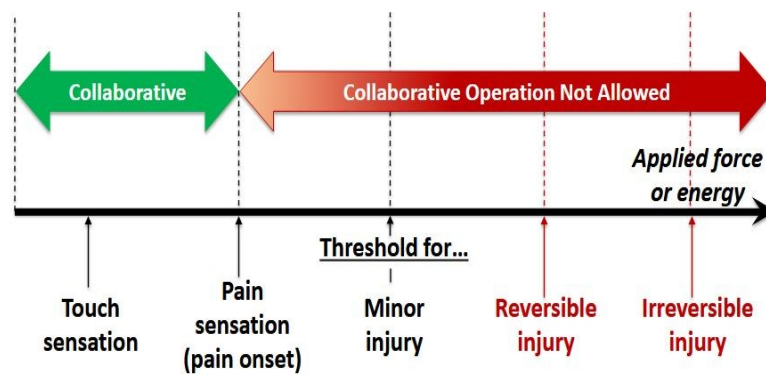 Collaborative
Collaborative Operation Not Allowed
Applied force
or energy
Threshold for...
Touch
sensation
Pain
sensation
(pain onset)
Minor
injury
Reversible
injury
Irreversible
injury